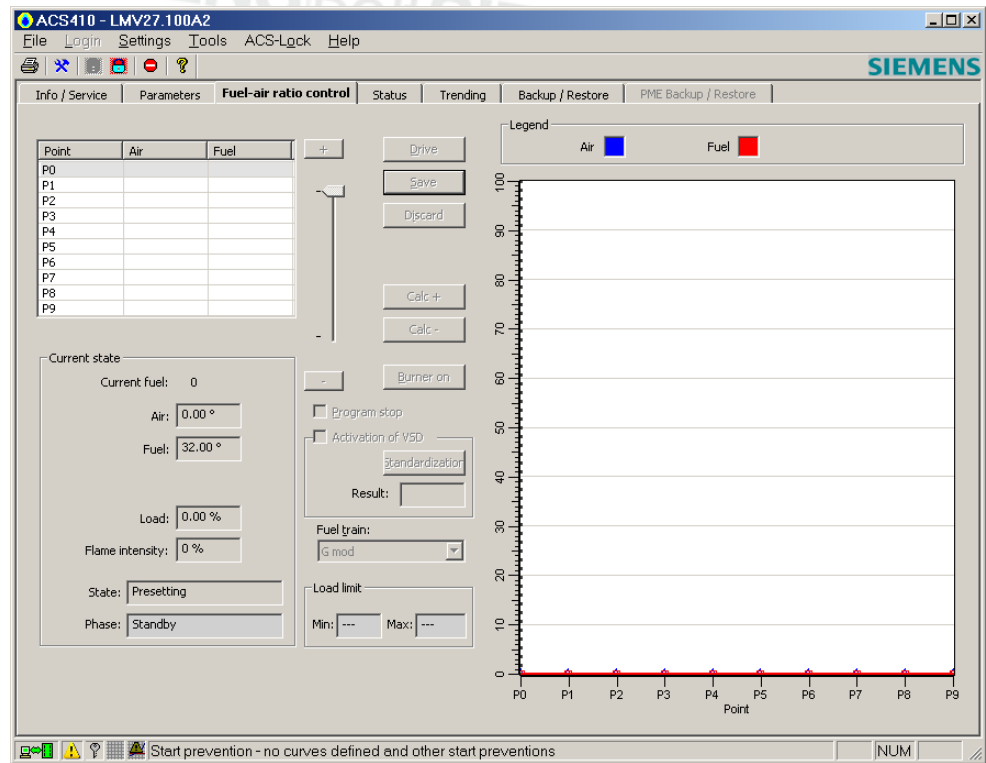 ACS410 - LMV27.100A2
File Login Settings Tools ACS-Lock Help
SIEMENS
Info / Service Parameters Fuel-air ratio control Status Trending Backup / Restore PME Backup / Restore
Legend
Air Fuel
Point Air Fuel
P0
P1
P2
P3
P4
P5
P6
P7
P8
P9
+
-
-
-
Drive
Save
Discard
Calc +
Calc -
Burner on
Program stop
Activation of VSD
Standardization
Result:
Fuel train:
G mod
Load limit
Min: --- Max: ---
Current state
Current fuel: 0
Air: 0.00 °
Fuel: 32.00 °
Load: 0.00 %
Flame intensity: 0 %
State: Presetting
Phase: Standby
100
90
80
70
60
50
40
30
20
10
0
P0 P1 P2 P3 P4 P5 P6 P7 P8 P9
Point
Start prevention - no curves defined and other start preventions
NUM